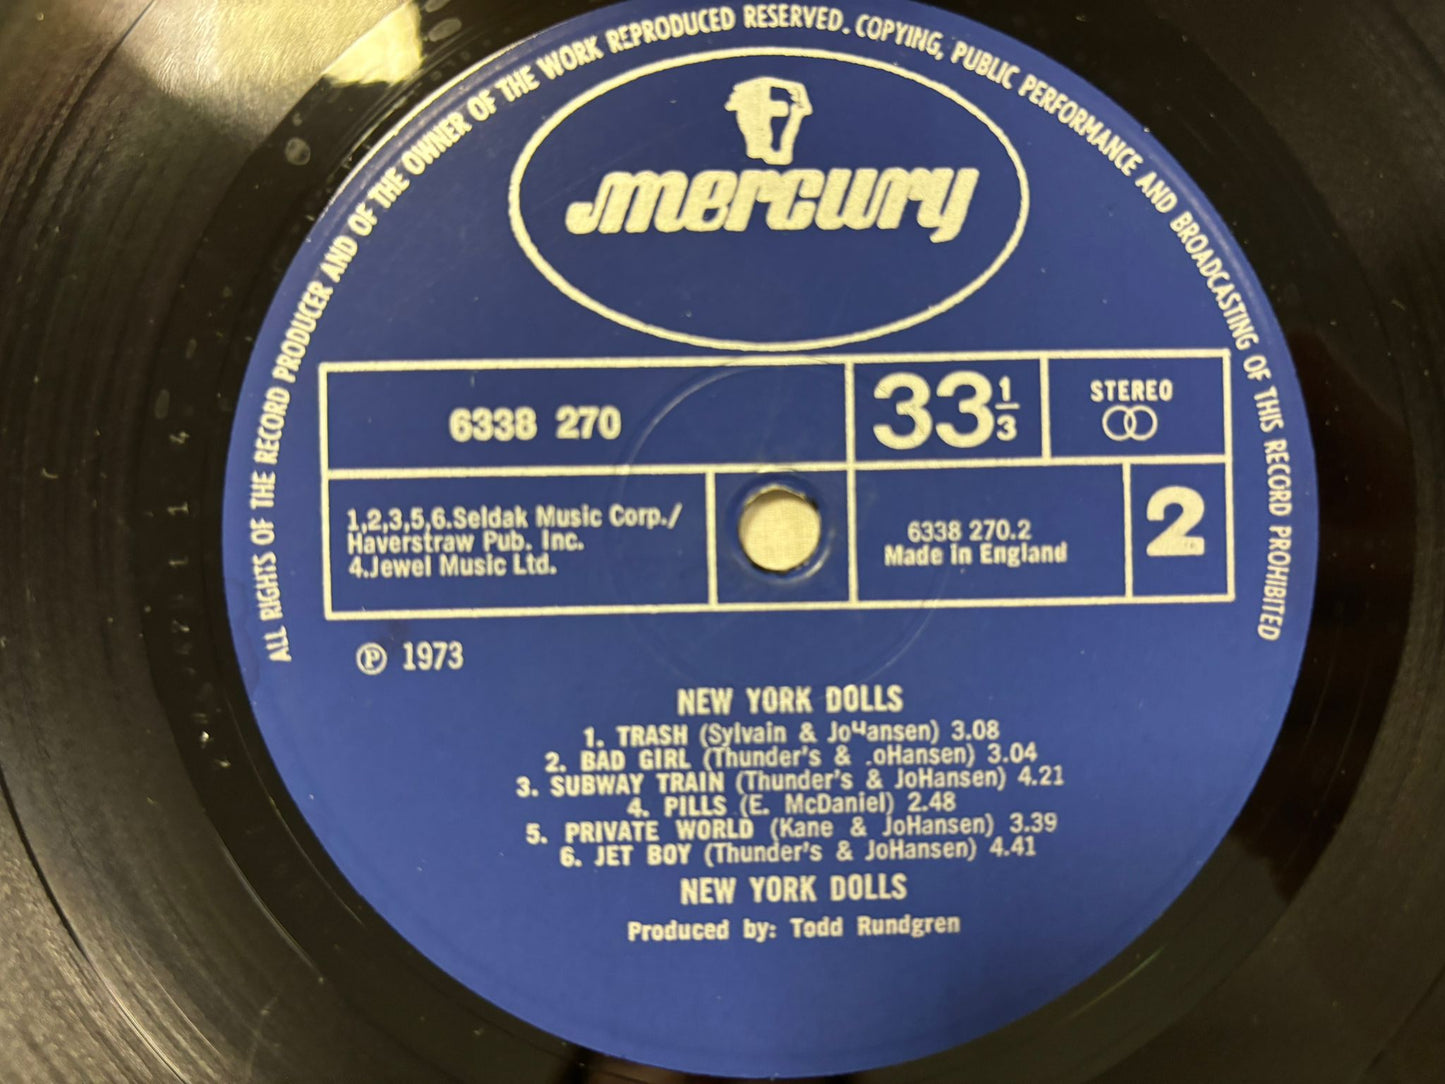 ALL RIGHTS OF THE RECORD PRODUCER AND OF THE OWNER OF THE WORK REPRODUCED RESERVED. COPYING, PUBLIC PERFORMANCE AND BROADCASTING OF THIS RECORD PROHIBITED
mercury
6338 270
33 1/3
STEREO
1,2,3,5,6.Seldak Music Corp./
Haverstraw Pub. Inc.
4.Jewel Music Ltd.
6338 270.2
Made in England
2
Ⓟ 1973
NEW YORK DOLLS
1. TRASH (Sylvain & JoHansen) 3.08
2. BAD GIRL (Thunder's & .oHansen) 3.04
3. SUBWAY TRAIN (Thunder's & JoHansen) 4.21
4. PILLS (E. McDaniel) 2.48
5. PRIVATE WORLD (Kane & JoHansen) 3.39
6. JET BOY (Thunder's & JoHansen) 4.41
NEW YORK DOLLS
Produced by: Todd Rundgren